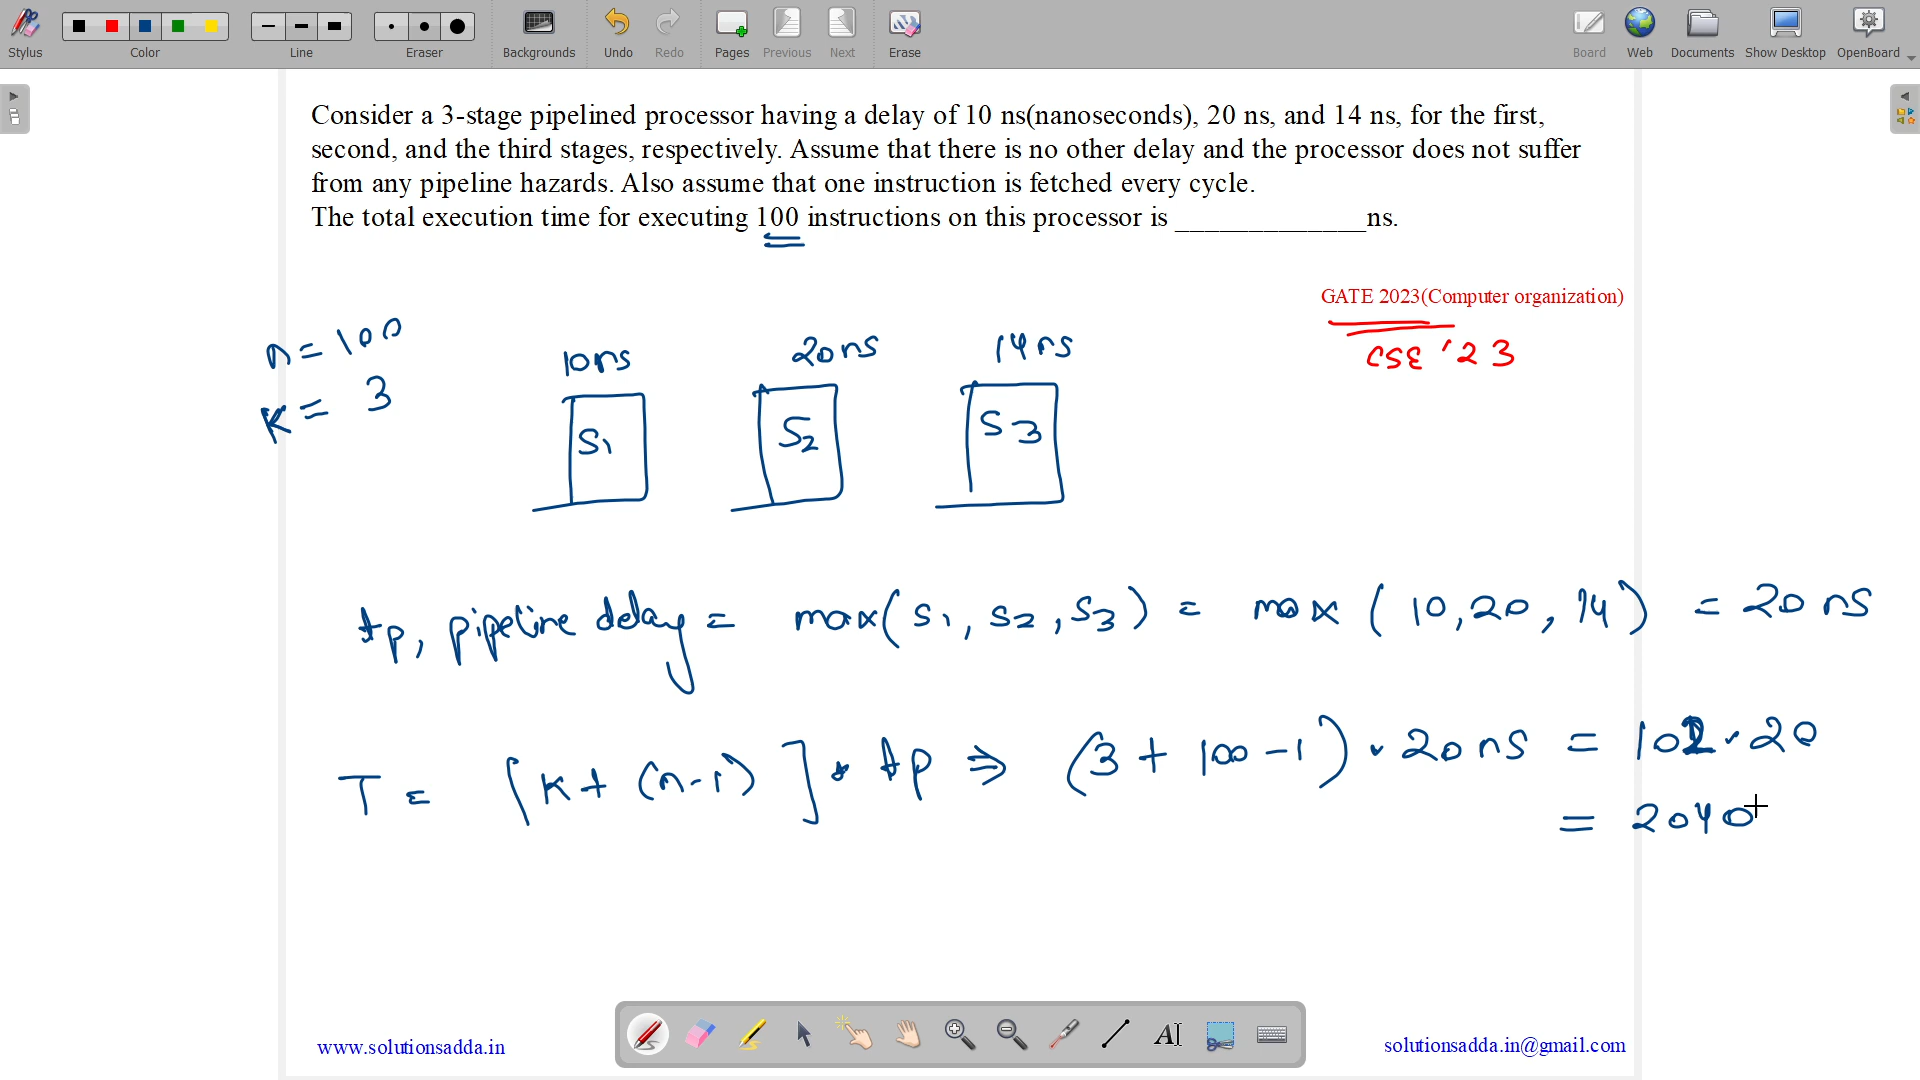 Stylus Color Line Eraser Backgrounds Undo Redo Pages Previous Next Erase Board Web Documents Show Desktop OpenBoard
Consider a 3-stage pipelined processor having a delay of 10 ns(nanoseconds), 20 ns, and 14 ns, for the first,
second, and the third stages, respectively. Assume that there is no other delay and the processor does not suffer
from any pipeline hazards. Also assume that one instruction is fetched every cycle.
The total execution time for executing 100 instructions on this processor is _____________ns.
GATE 2023(Computer organization)
CSE '23
n = 100
K = 3
10ns 20ns 14ns
S1 S2 S3
tp, pipeline delay = max(S1, S2, S3) = max (10,20, 14) = 20 ns
T = [K+ (n-1)] * tp ⇒ (3 + 100 - 1) * 20 ns = 102 * 20
= 2040
www.solutionsadda.in
solutionsadda.in@gmail.com